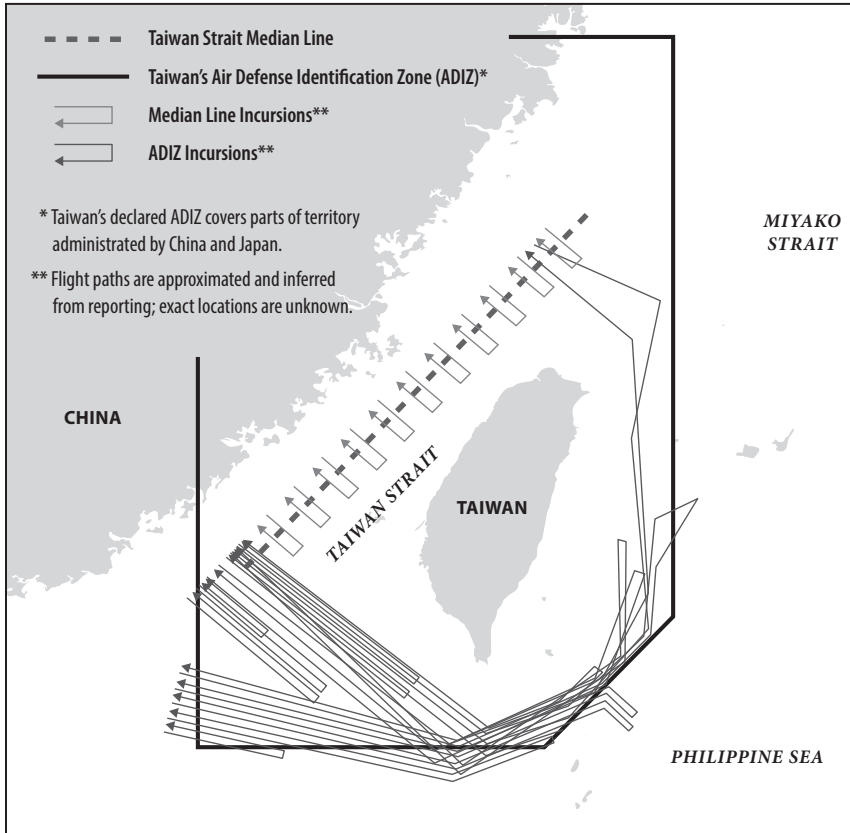 Taiwan Strait Median Line
Taiwan's Air Defense Identification Zone (ADIZ)*
Median Line Incursions**
ADIZ Incursions**
* Taiwan's declared ADIZ covers parts of territory
administrated by China and Japan.
** Flight paths are approximated and inferred
from reporting; exact locations are unknown.
MIYAKO
STRAIT
CHINA
TAIWAN STRAIT
TAIWAN
PHILIPPINE SEA